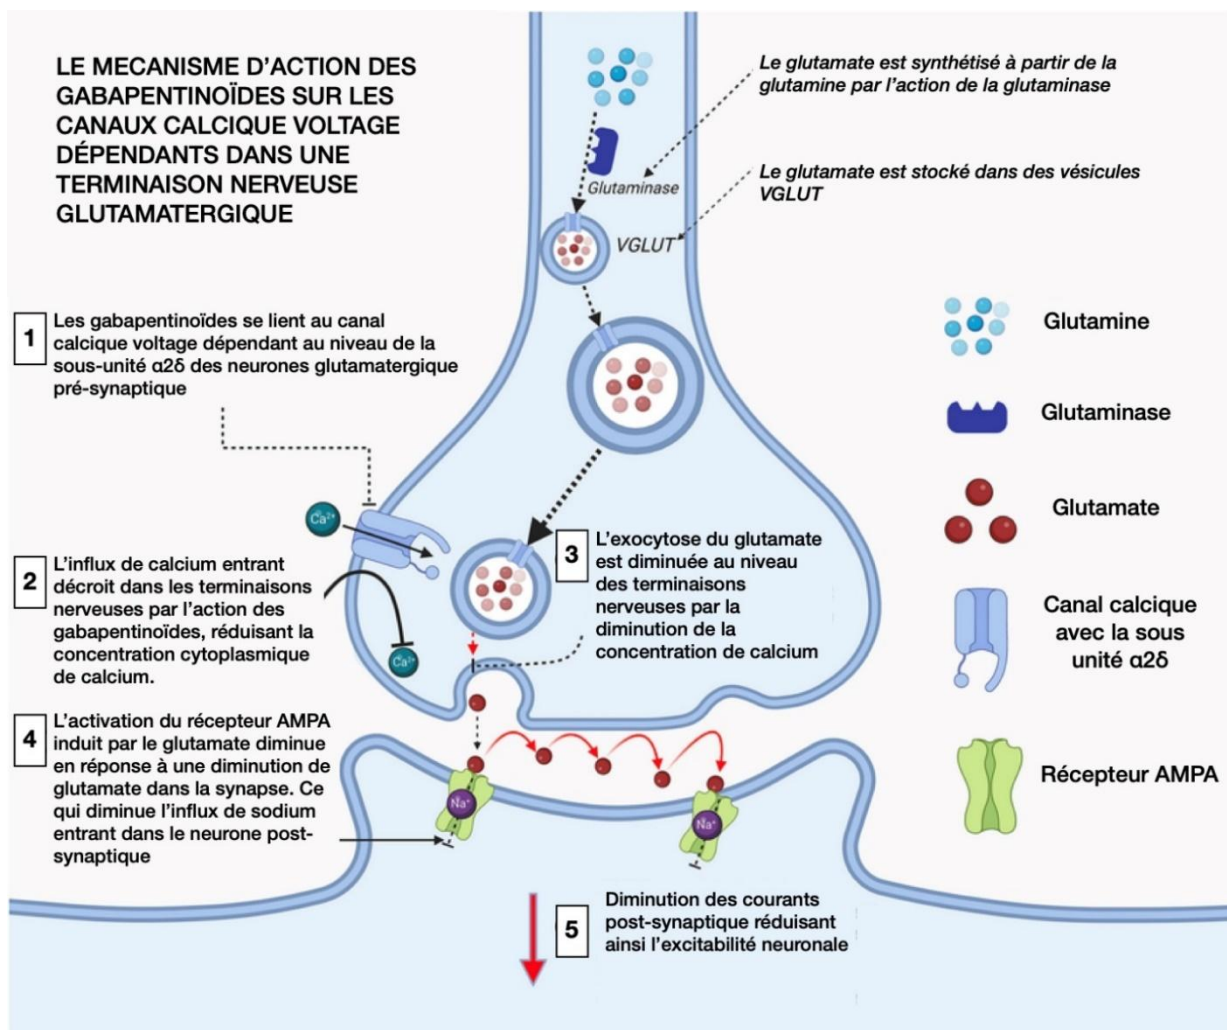 LE MECANISME D'ACTION DES
GABAPENTINOÏDES SUR LES
CANAUX CALCIQUE VOLTAGE
DÉPENDANTS DANS UNE
TERMINAISON NERVEUSE
GLUTAMATERGIQUE
Le glutamate est synthétisé à partir de la
glutamine par l'action de la glutaminase
Glutaminase
Le glutamate est stocké dans des vésicules
VGLUT
VGLUT
1
Les gabapentinoïdes se lient au canal
calcique voltage dépendant au niveau de la
sous-unité α2δ des neurones glutamatergique
pré-synaptique
Ca²⁺
2
L'influx de calcium entrant
décroit dans les terminaisons
nerveuses par l'action des
gabapentinoïdes, réduisant la
concentration cytoplasmique
de calcium.
Ca²⁺
3
L'exocytose du glutamate
est diminuée au niveau
des terminaisons
nerveuses par la
diminution de la
concentration de calcium
4
L'activation du récepteur AMPA
induit par le glutamate diminue
en réponse à une diminution de
glutamate dans la synapse. Ce
qui diminue l'influx de sodium
entrant dans le neurone post-
synaptique
Na⁺
Na⁺
5
Diminution des courants
post-synaptique réduisant
ainsi l'excitabilité neuronale
Glutamine
Glutaminase
Glutamate
Canal calcique
avec la sous
unité α2δ
Récepteur AMPA